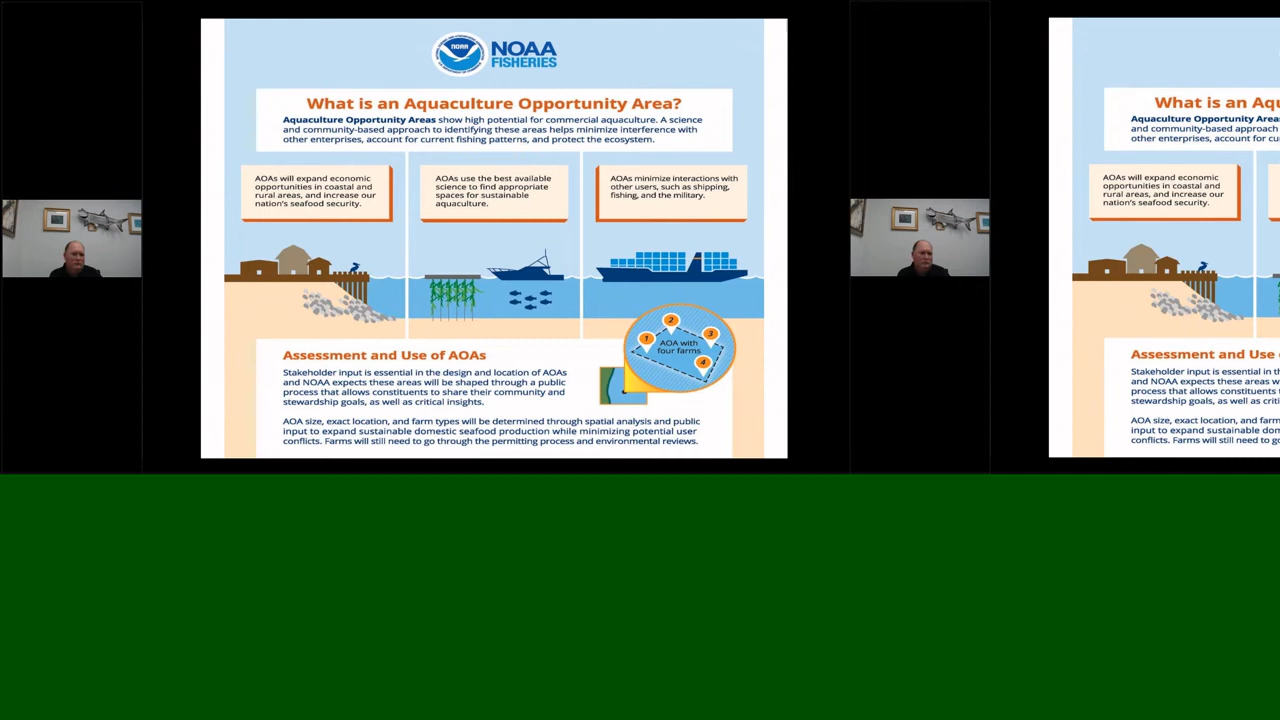 NOAA
NOAA
FISHERIES
What is an Aquaculture Opportunity Area?
Aquaculture Opportunity Areas show high potential for commercial aquaculture. A science
and community-based approach to identifying these areas helps minimize interference with
other enterprises, account for current fishing patterns, and protect the ecosystem.
AOAs will expand economic
opportunities in coastal and
rural areas, and increase our
nation's seafood security.
AOAs use the best available
science to find appropriate
spaces for sustainable
aquaculture.
AOAs minimize interactions with
other users, such as shipping,
fishing, and the military.
1
2
3
4
AOA with
four farms
Assessment and Use of AOAs
Stakeholder input is essential in the design and location of AOAs
and NOAA expects these areas will be shaped through a public
process that allows constituents to share their community and
stewardship goals, as well as critical insights.
AOA size, exact location, and farm types will be determined through spatial analysis and public
input to expand sustainable domestic seafood production while minimizing potential user
conflicts. Farms will still need to go through the permitting process and environmental reviews.
What is an Aq
Aquaculture Opportunity Areas
and community-based approach
other enterprises, account for cu
AOAs will expand economic
opportunities in coastal and
rural areas, and increase our
nation's seafood security.
Assessment and Use
Stakeholder input is essential in th
and NOAA expects these areas w
process that allows constituents
stewardship goals, as well as criti
AOA size, exact location, and farm
input to expand sustainable dom
conflicts. Farms will still need to go